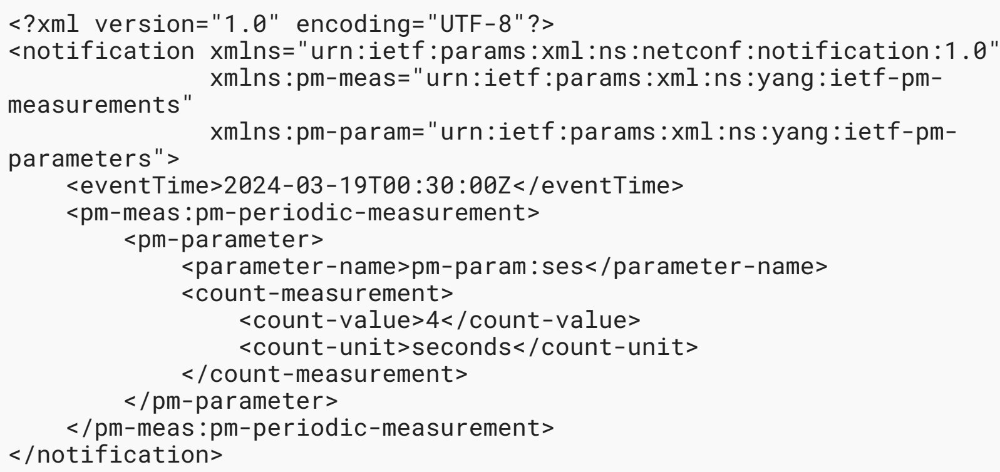 <?xml version="1.0" encoding="UTF-8"?>
<notification xmlns="urn:ietf:params:xml:ns:netconf:notification:1.0"
              xmlns:pm-meas="urn:ietf:params:xml:ns:yang:ietf-pm-
measurements"
              xmlns:pm-param="urn:ietf:params:xml:ns:yang:ietf-pm-
parameters">
    <eventTime>2024-03-19T00:30:00Z</eventTime>
    <pm-meas:pm-periodic-measurement>
        <pm-parameter>
            <parameter-name>pm-param:ses</parameter-name>
            <count-measurement>
                <count-value>4</count-value>
                <count-unit>seconds</count-unit>
            </count-measurement>
        </pm-parameter>
    </pm-meas:pm-periodic-measurement>
</notification>